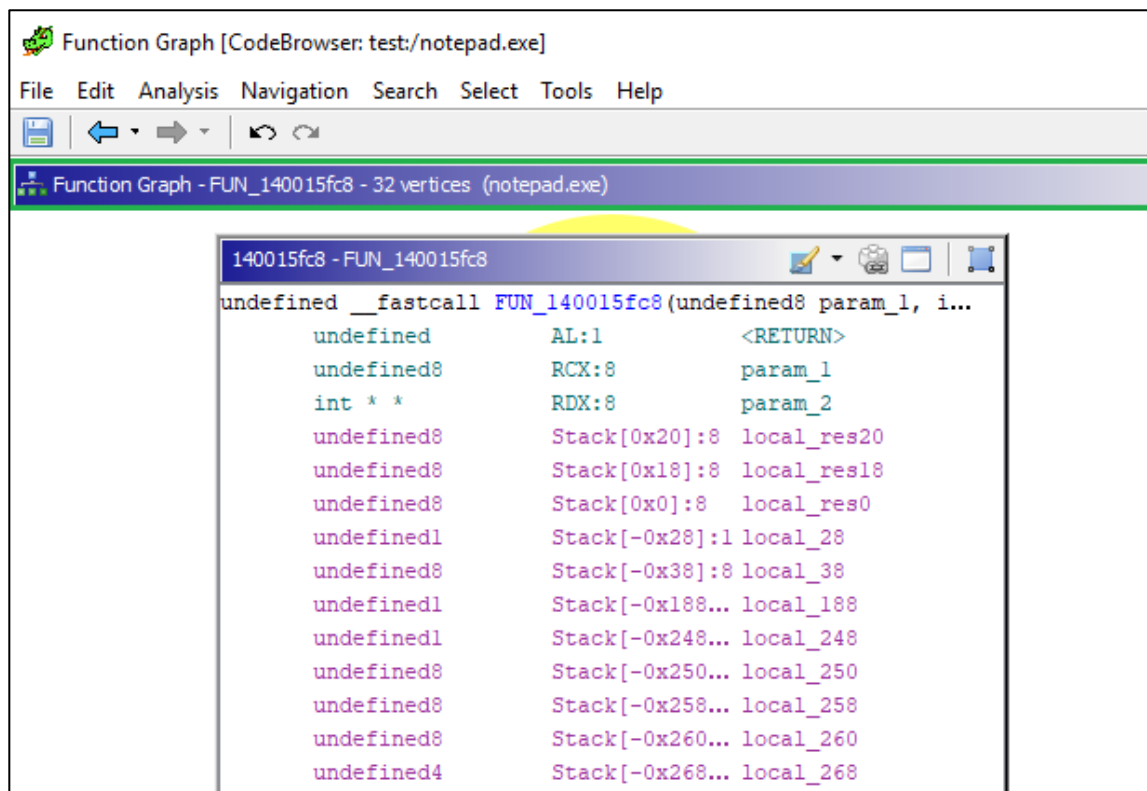 Function Graph [CodeBrowser: test:/notepad.exe]
File Edit Analysis Navigation Search Select Tools Help
Function Graph - FUN_140015fc8 - 32 vertices (notepad.exe)
140015fc8 - FUN_140015fc8
undefined __fastcall FUN_140015fc8(undefined8 param_1, i...
undefined AL:1 <RETURN>
undefined8 RCX:8 param_1
int * * RDX:8 param_2
undefined8 Stack[0x20]:8 local_res20
undefined8 Stack[0x18]:8 local_res18
undefined8 Stack[0x0]:8 local_res0
undefined1 Stack[-0x28]:1 local_28
undefined8 Stack[-0x38]:8 local_38
undefined1 Stack[-0x188... local_188
undefined1 Stack[-0x248... local_248
undefined8 Stack[-0x250... local_250
undefined8 Stack[-0x258... local_258
undefined8 Stack[-0x260... local_260
undefined4 Stack[-0x268... local_268